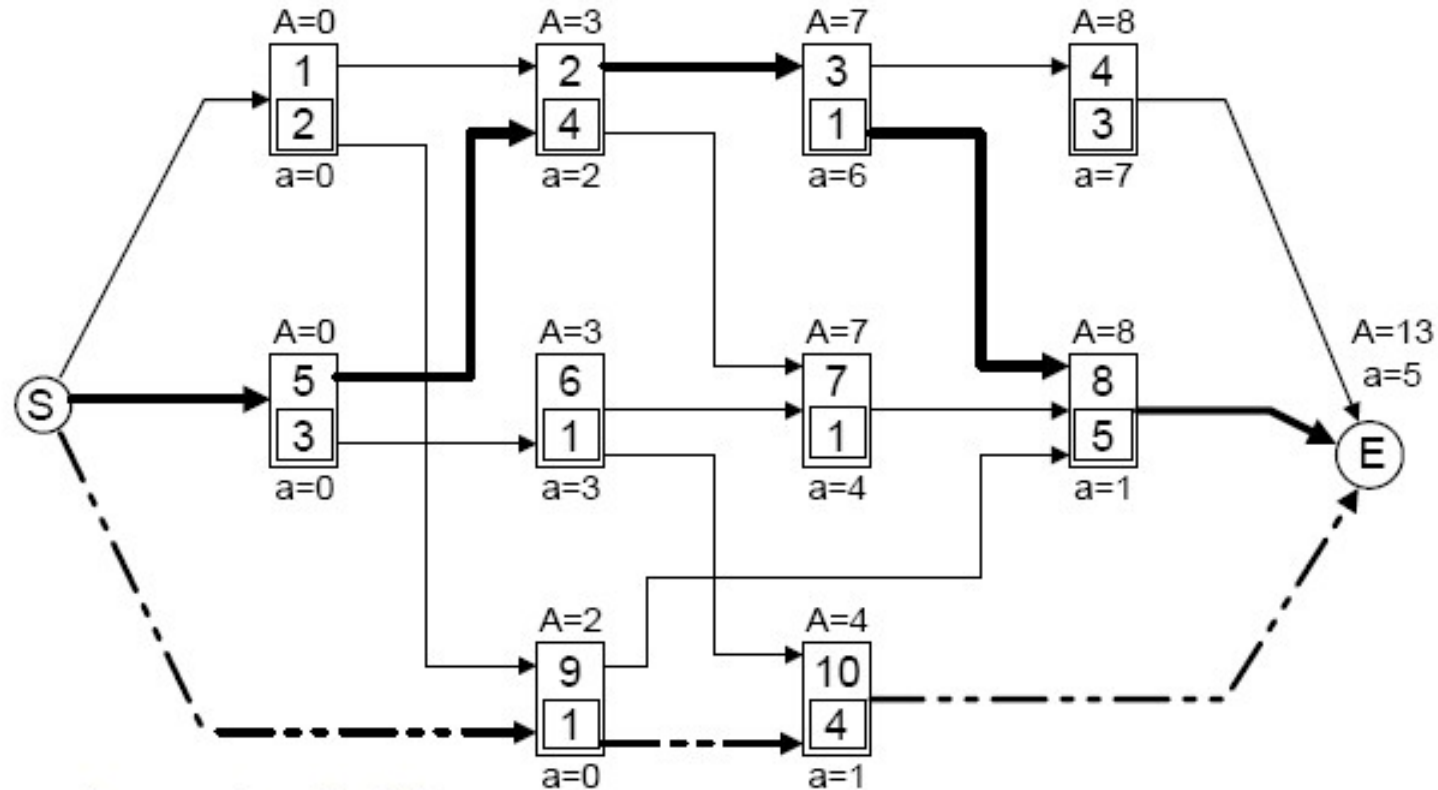 A=0 A=3 A=7 A=8
1 2 3 4
2 4 1 3
a=0 a=2 a=6 a=7
A=0 A=3 A=7 A=8 A=13
a=5
5 6 7 8
S
3 1 1 5 E
a=0 a=3 a=4 a=1
A=2 A=4
9 10
1 4
a=0 a=1